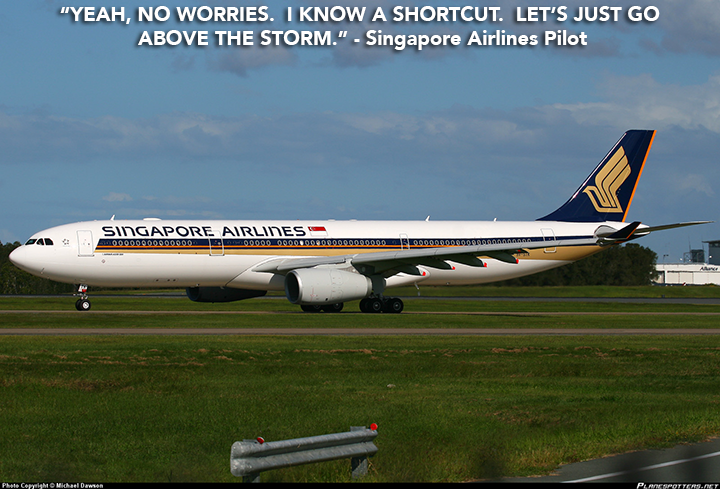 “YEAH, NO WORRIES. I KNOW A SHORTCUT. LET’S JUST GO
ABOVE THE STORM.” - Singapore Airlines Pilot
SINGAPORE AIRLINES
Alliance
Photo Copyright © Michael Dawson
PLANESPOTTERS.NET